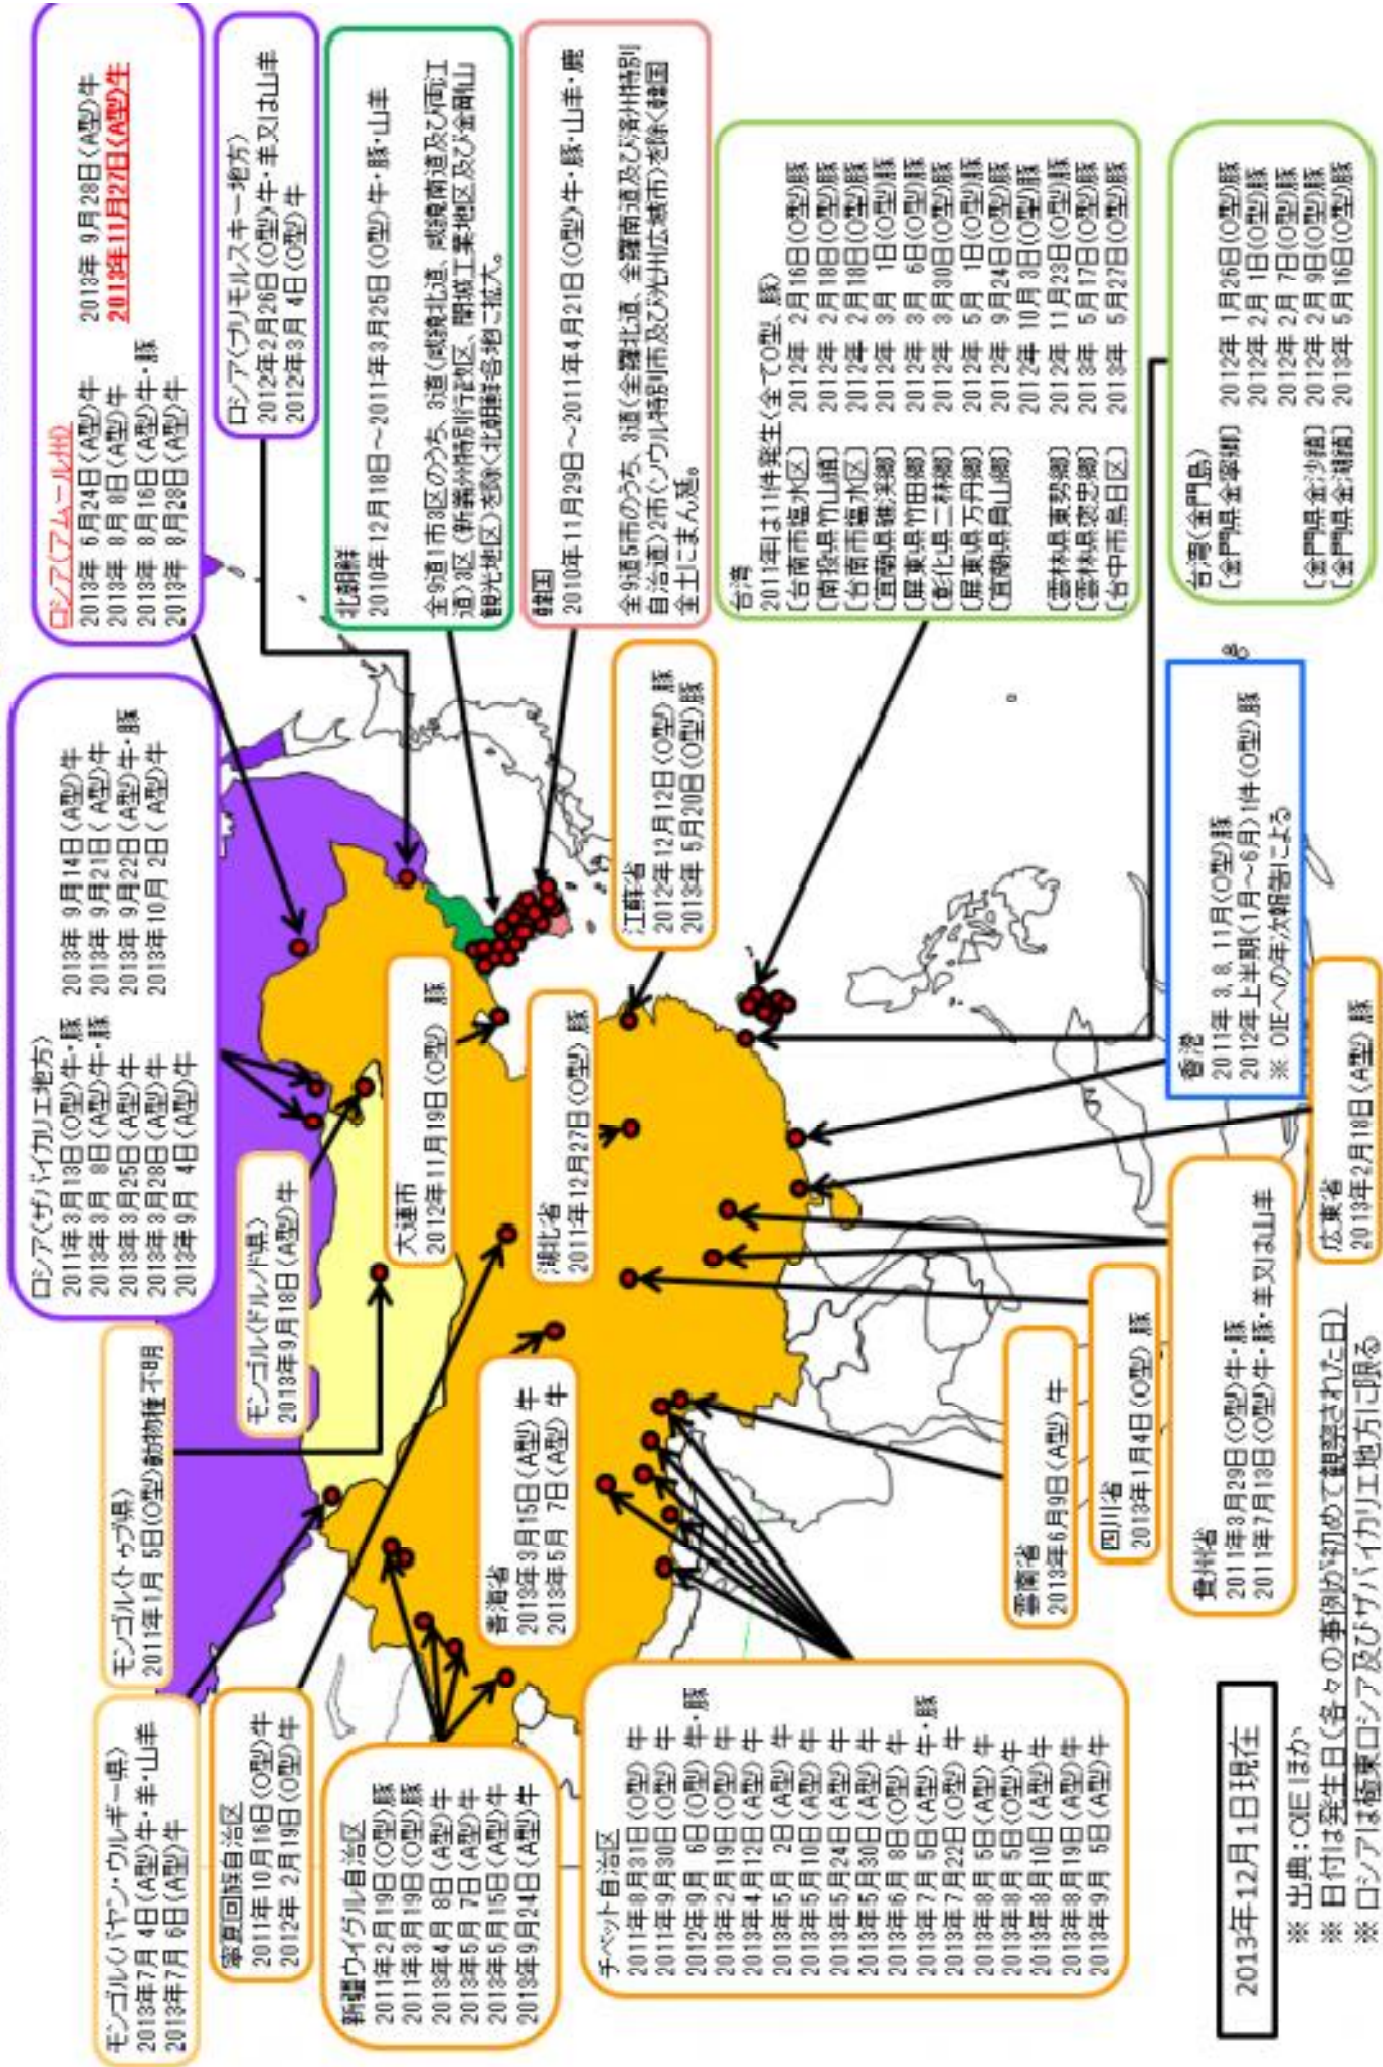 ロシア(ザバイカリエ地方)
2011年3月13日(O型)牛・豚 2013年 9月14日(A型)牛
2013年3月 8日(A型)牛・豚 2013年 9月21日(A型)牛
2013年3月25日(A型)牛 2013年 9月22日(A型)牛・豚
2013年3月28日(A型)牛 2013年10月 2日(A型)牛
2013年9月 4日(A型)牛
ロシア(アムール州)
2013年 6月24日(A型)牛 2013年 9月28日(A型)牛
2013年 8月 8日(A型)牛 2013年11月27日(A型)牛
2013年 8月16日(A型)牛・豚
2013年 8月28日(A型)牛
ロシア(プリモルスキー地方)
2012年2月26日(O型)牛・羊又は山羊
2012年3月 4日(O型)牛
北朝鮮
2010年12月18日~2011年3月25日(O型)牛・豚・山羊
全9道1市3区のうち、3道(咸鏡北道、咸鏡南道及び両江
道)3区(新義州特別行政区、開城工業地区及び金剛山
観光地区)を除く北朝鮮各地に拡大。
韓国
2010年11月29日~2011年4月21日(O型)牛・豚・山羊・鹿
全9道5市のうち、3道(全羅北道、全羅南道及び済州特別
自治道)2市(ソウル特別市及び光州広域市)を除く韓国
全土にまん延。
台湾
2011年は11件発生(全てO型、豚)
[台南市塩水区] 2012年 2月16日(O型)豚
[南投県竹山鎮] 2012年 2月18日(O型)豚
[台南市塩水区] 2012年 2月18日(O型)豚
[宜蘭県礁渓郷] 2012年 3月 1日(O型)豚
[屏東県竹田郷] 2012年 3月 6日(O型)豚
[彰化県二林郷] 2012年 3月30日(O型)豚
[屏東県万丹郷] 2012年 5月 1日(O型)豚
[宜蘭県員山郷] 2012年 9月24日(O型)豚
2012年 10月 3日(O型)豚
[雲林県東勢郷] 2012年 11月23日(O型)豚
[雲林県褒忠郷] 2013年 5月17日(O型)豚
[台中市烏日区] 2013年 5月27日(O型)豚
台湾(金門島)
[金門県金寧郷] 2012年 1月26日(O型)豚
2012年 2月 1日(O型)豚
2012年 2月 7日(O型)豚
[金門県金沙鎮] 2012年 2月 9日(O型)豚
[金門県金湖鎮] 2013年 5月16日(O型)豚
モンゴル(バヤン・ウルギー県)
2013年7月 4日(A型)牛・羊・山羊
2013年7月 6日(A型)牛
モンゴル(トゥブ県)
2011年1月 5日(O型)動物種不明
モンゴル(ドルノド県)
2013年9月18日(A型)牛
寧夏回族自治区
2011年10月16日(O型)牛
2012年 2月19日(O型)牛
大連市
2012年11月19日(O型) 豚
江蘇省
2012年12月12日(O型) 豚
2013年 5月20日(O型)豚
湖北省
2011年12月27日(O型)豚
新疆ウイグル自治区
2011年2月19日(O型)豚
2011年3月19日(O型)豚
2013年4月 8日(A型)牛
2013年5月 7日(A型)牛
2013年5月15日(A型)牛
2013年9月24日(A型)牛
青海省
2013年3月15日(A型) 牛
2013年5月 7日(A型) 牛
チベット自治区
2011年8月31日(O型) 牛
2011年9月30日(O型) 牛
2012年9月 6日(O型) 牛・豚
2013年2月19日(O型) 牛
2013年4月12日(A型) 牛
2013年5月 2日(A型) 牛
2013年5月10日(A型) 牛
2013年5月24日(A型) 牛
2013年5月30日(A型) 牛
2013年6月 8日(O型) 牛
2013年7月 5日(A型) 牛・豚
2013年7月22日(O型) 牛
2013年8月 5日(A型) 牛
2013年8月 5日(O型) 牛
2013年8月10日(A型) 牛
2013年8月19日(A型) 牛
2013年9月 5日(A型) 牛
雲南省
2013年6月9日(A型) 牛
四川省
2013年1月4日(O型) 豚
貴州省
2011年3月29日(O型)牛・豚
2011年7月13日(O型)牛・豚・羊又は山羊
香港
2011年 3, 8, 11月(O型)豚
2012年上半期(1月~6月)1件(O型)豚
※ OIEへの年次報告による
広東省
2013年2月18日(A型) 豚
2013年12月1日現在
※ 出典:OIEほか
※ 日付は発生日(各々の事例が初めて観察された日)
※ ロシアは極東ロシア及びザバイカリエ地方に限る